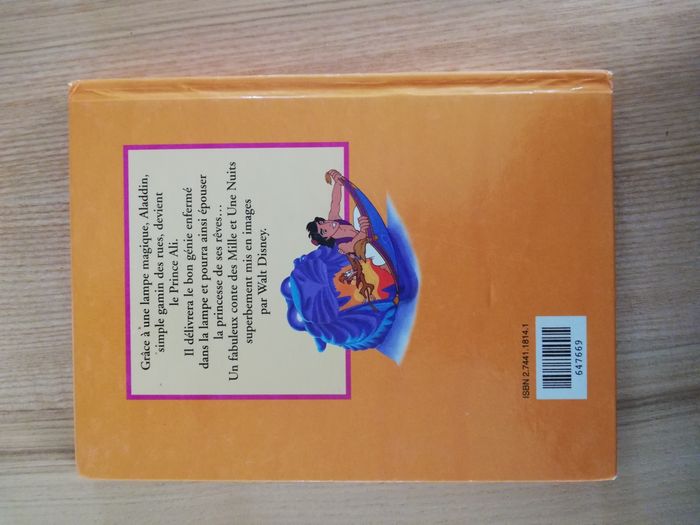 Grâce à une lampe magique, Aladdin,
simple gamin des rues, devient
le Prince Ali.
Il délivrera le bon génie enfermé
dans la lampe et pourra ainsi épouser
la princesse de ses rêves...
Un fabuleux conte des Mille et Une Nuits
superbement mis en images
par Walt Disney.
ISBN 2.7441.1814.1
647669